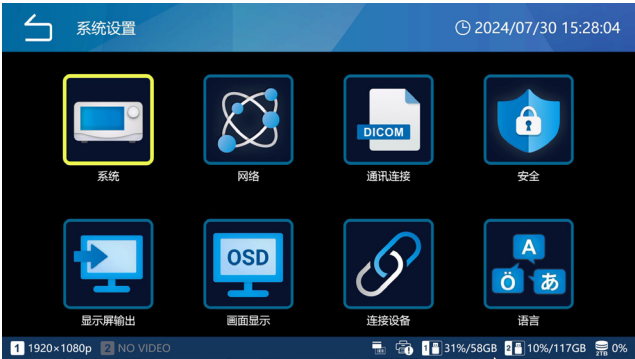 系统设置
2024/07/30 15:28:04
DICOM
系统
网络
通讯连接
安全
OSD
A
Ö
あ
显示屏输出
画面显示
连接设备
语言
1 1920×1080p 2 NO VIDEO
1 31%/58GB 2 10%/117GB 2TB 0%